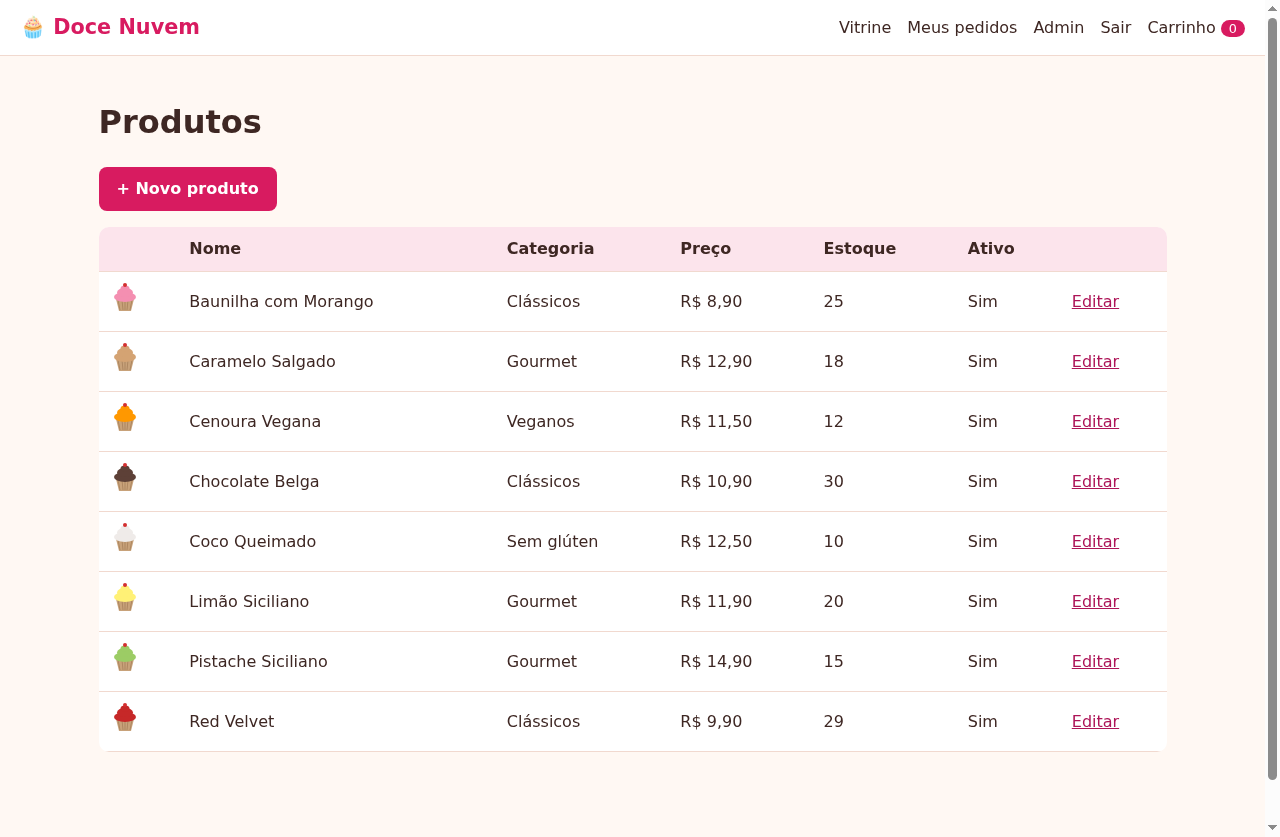 Doce Nuvem
Vitrine Meus pedidos Admin Sair Carrinho 0
Produtos
+ Novo produto
Nome Categoria Preço Estoque Ativo
Baunilha com Morango Clássicos R$ 8,90 25 Sim Editar
Caramelo Salgado Gourmet R$ 12,90 18 Sim Editar
Cenoura Vegana Veganos R$ 11,50 12 Sim Editar
Chocolate Belga Clássicos R$ 10,90 30 Sim Editar
Coco Queimado Sem glúten R$ 12,50 10 Sim Editar
Limão Siciliano Gourmet R$ 11,90 20 Sim Editar
Pistache Siciliano Gourmet R$ 14,90 15 Sim Editar
Red Velvet Clássicos R$ 9,90 29 Sim Editar